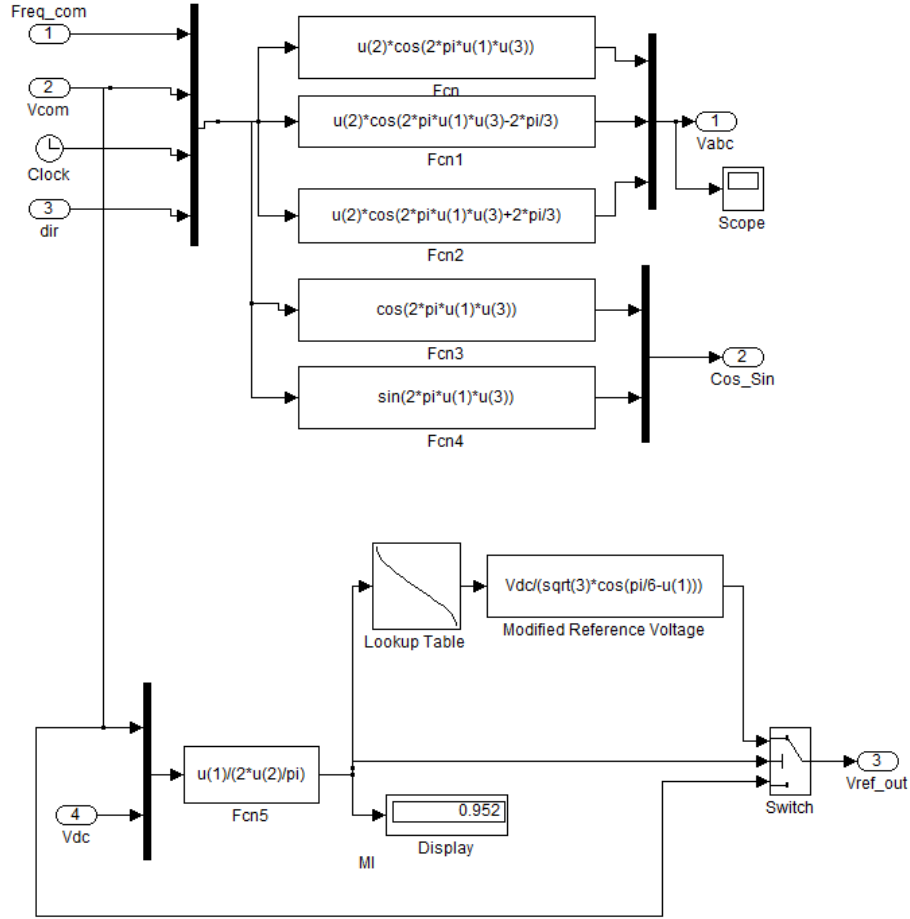 Freq_com
1
u(2)*cos(2*pi*u(1)*u(3))
Fcn
2
Vcom
u(2)*cos(2*pi*u(1)*u(3)-2*pi/3)
Fcn1
1
Vabc
Clock
3
dir
u(2)*cos(2*pi*u(1)*u(3)+2*pi/3)
Fcn2
Scope
cos(2*pi*u(1)*u(3))
Fcn3
2
Cos_Sin
sin(2*pi*u(1)*u(3))
Fcn4
Lookup Table
Vdc/(sqrt(3)*cos(pi/6-u(1)))
Modified Reference Voltage
u(1)/(2*u(2)/pi)
Fcn5
4
Vdc
0.952
Display
MI
Switch
3
Vref_out